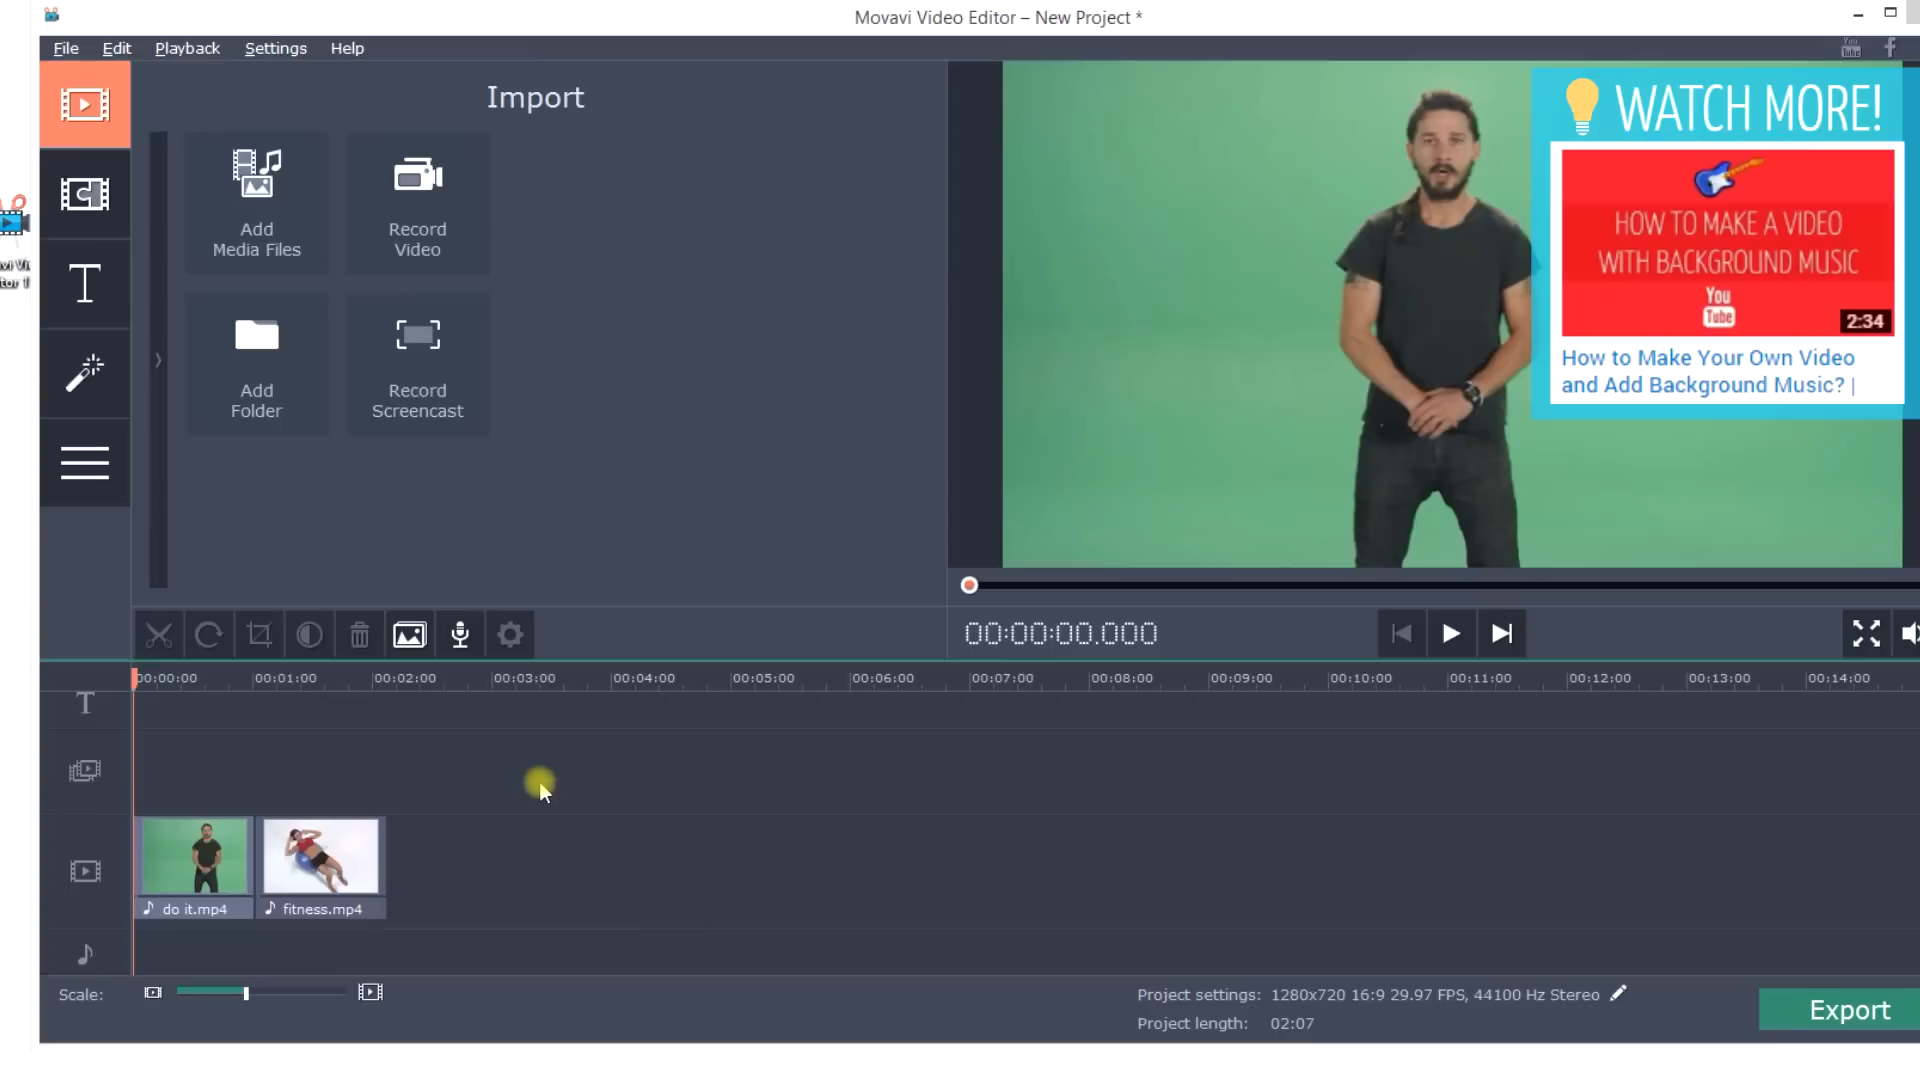 Movavi Video Editor – New Project *
File Edit Playback Settings Help
You
Tube
Import
WATCH MORE!
HOW TO MAKE A VIDEO
WITH BACKGROUND MUSIC
You
Tube
2:34
How to Make Your Own Video
and Add Background Music? |
Add
Media Files
Record
Video
Add
Folder
Record
Screencast
T
00:00:00.000
00:00:00 00:01:00 00:02:00 00:03:00 00:04:00 00:05:00 00:06:00 00:07:00 00:08:00 00:09:00 00:10:00 00:11:00 00:12:00 00:13:00 00:14:00
T
do it.mp4
fitness.mp4
Scale:
Project settings: 1280x720 16:9 29.97 FPS, 44100 Hz Stereo
Project length: 02:07
Export